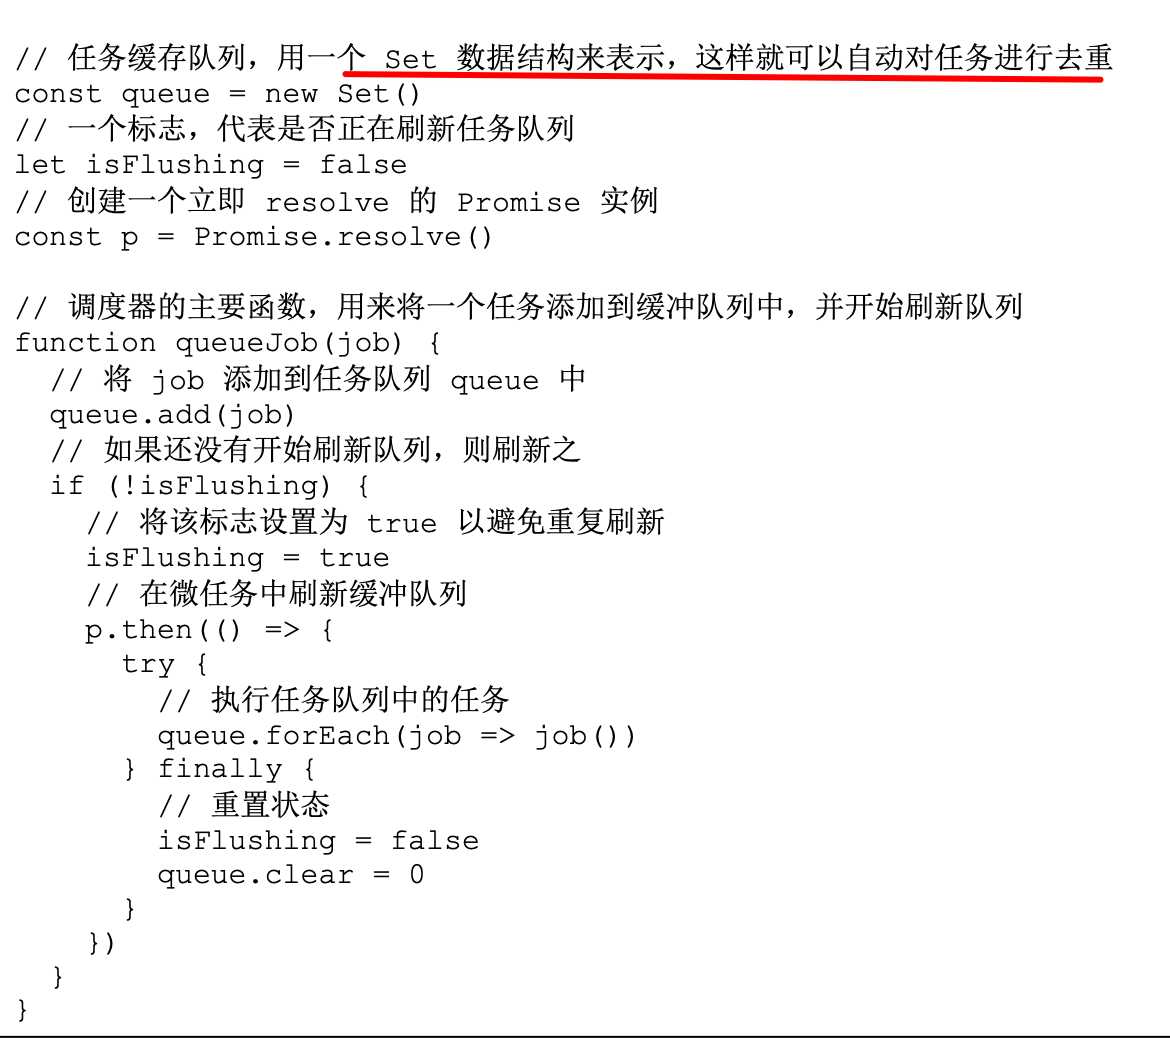 // 任务缓存队列，用一个 Set 数据结构来表示，这样就可以自动对任务进行去重
const queue = new Set()
// 一个标志，代表是否正在刷新任务队列
let isFlushing = false
// 创建一个立即 resolve 的 Promise 实例
const p = Promise.resolve()

// 调度器的主要函数，用来将一个任务添加到缓冲队列中，并开始刷新队列
function queueJob(job) {
  // 将 job 添加到任务队列 queue 中
  queue.add(job)
  // 如果还没有开始刷新队列，则刷新之
  if (!isFlushing) {
    // 将该标志设置为 true 以避免重复刷新
    isFlushing = true
    // 在微任务中刷新缓冲队列
    p.then(() => {
      try {
        // 执行任务队列中的任务
        queue.forEach(job => job())
      } finally {
        // 重置状态
        isFlushing = false
        queue.clear = 0
      }
    })
  }
}